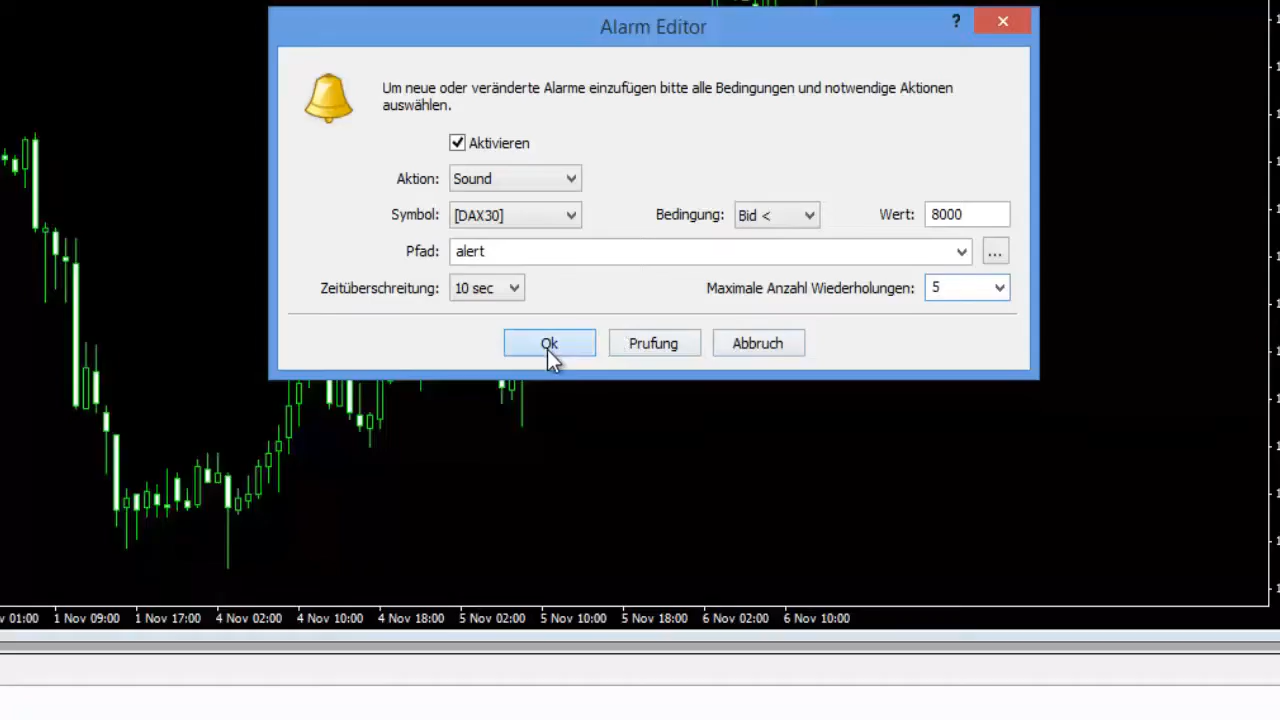 Alarm Editor
?
Um neue oder veränderte Alarme einzufügen bitte alle Bedingungen und notwendige Aktionen
auswählen.
Aktivieren
Aktion: Sound
Symbol: [DAX30] Bedingung: Bid < Wert: 8000
Pfad: alert ...
Zeitüberschreitung: 10 sec Maximale Anzahl Wiederholungen: 5
Ok Prufung Abbruch
01:00 1 Nov 09:00 1 Nov 17:00 4 Nov 02:00 4 Nov 10:00 4 Nov 18:00 5 Nov 02:00 5 Nov 10:00 5 Nov 18:00 6 Nov 02:00 6 Nov 10:00